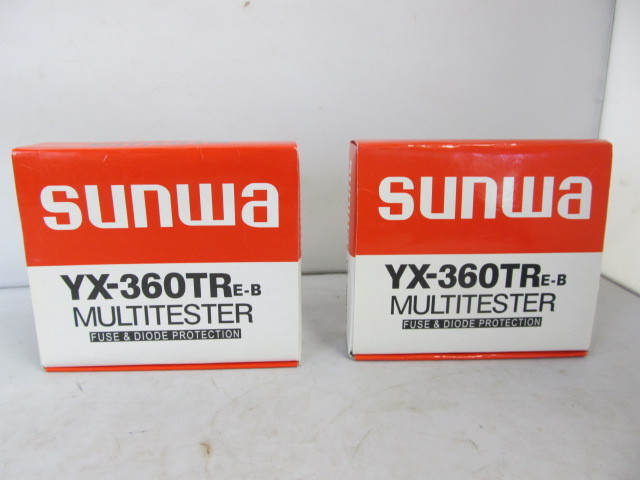 sunwa
YX-360TRE-B
MULTITESTER
FUSE & DIODE PROTECTION
sunwa
YX-360TRE-B
MULTITESTER
FUSE & DIODE PROTECTION